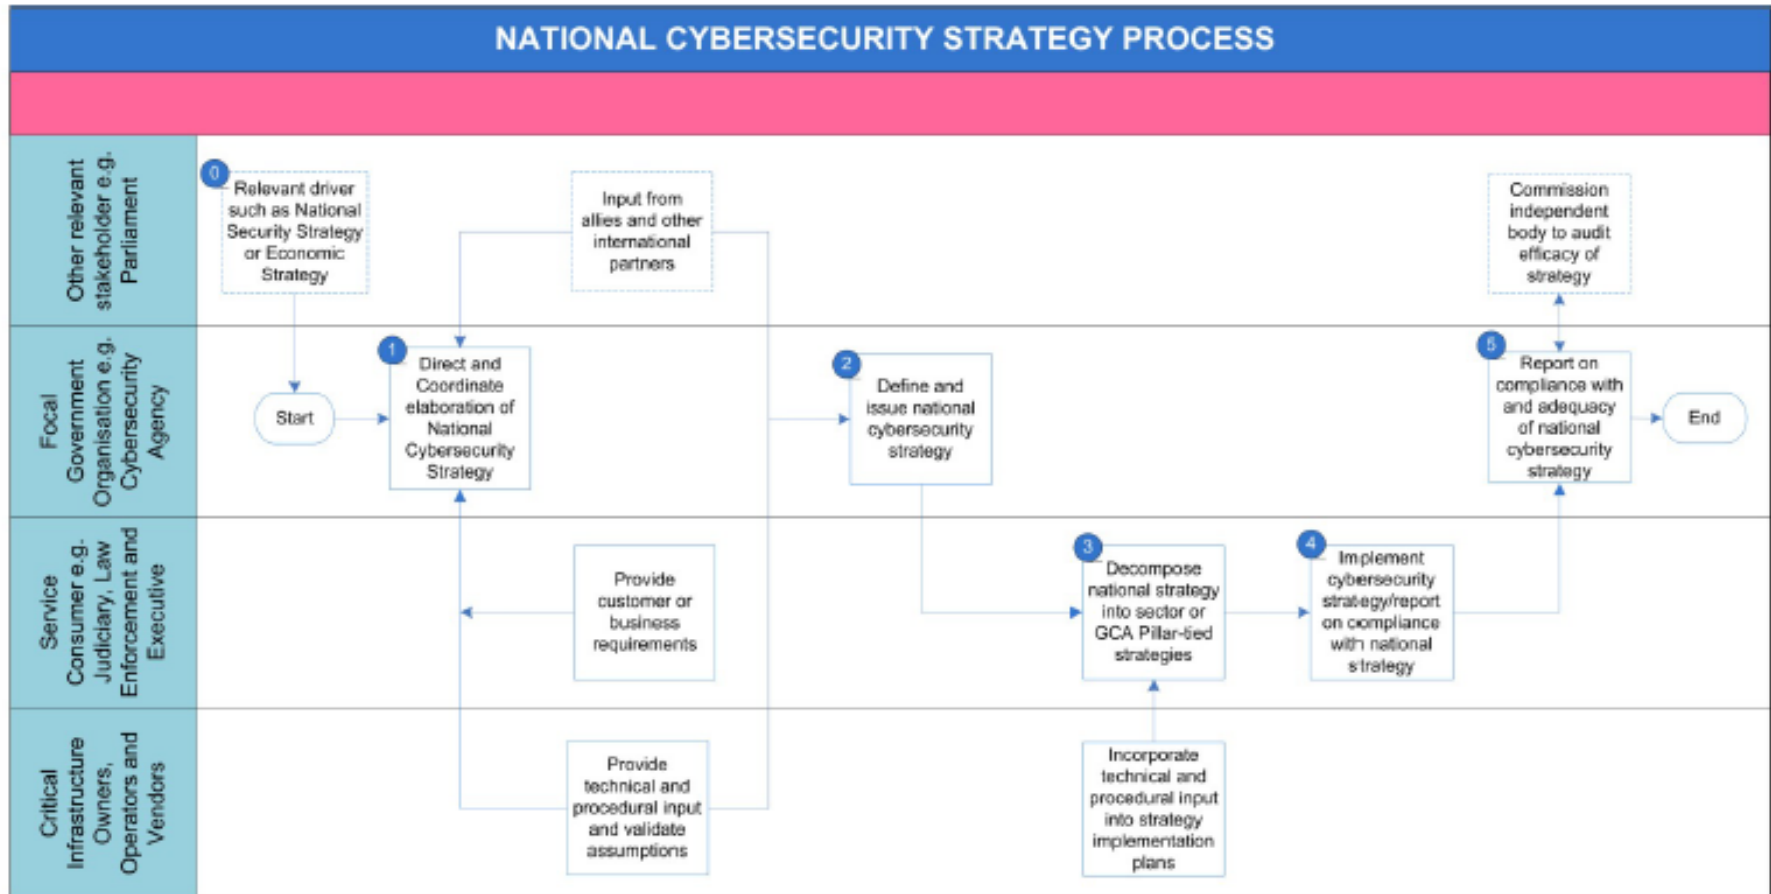 NATIONAL CYBERSECURITY STRATEGY PROCESS
Other relevant
stakeholder e.g.
Parliament
0
Relevant driver
such as National
Security Strategy
or Economic
Strategy
Input from
allies and other
international
partners
Commission
independent
body to audit
efficacy of
strategy
Focal
Government
Organisation e.g.
Cybersecurity
Agency
Start
1
Direct and
Coordinate
elaboration of
National
Cybersecurity
Strategy
2
Define and
issue national
cybersecurity
strategy
5
Report on
compliance with
and adequacy
of national
cybersecurity
strategy
End
Service
Consumer e.g.
Judiciary, Law
Enforcement and
Executive
Provide
customer or
business
requirements
3
Decompose
national strategy
into sector or
GCA Pillar-tied
strategies
4
Implement
cybersecurity
strategy/report
on compliance
with national
strategy
Critical
Infrastructure
Owners,
Operators and
Vendors
Provide
technical and
procedural input
and validate
assumptions
Incorporate
technical and
procedural input
into strategy
implementation
plans